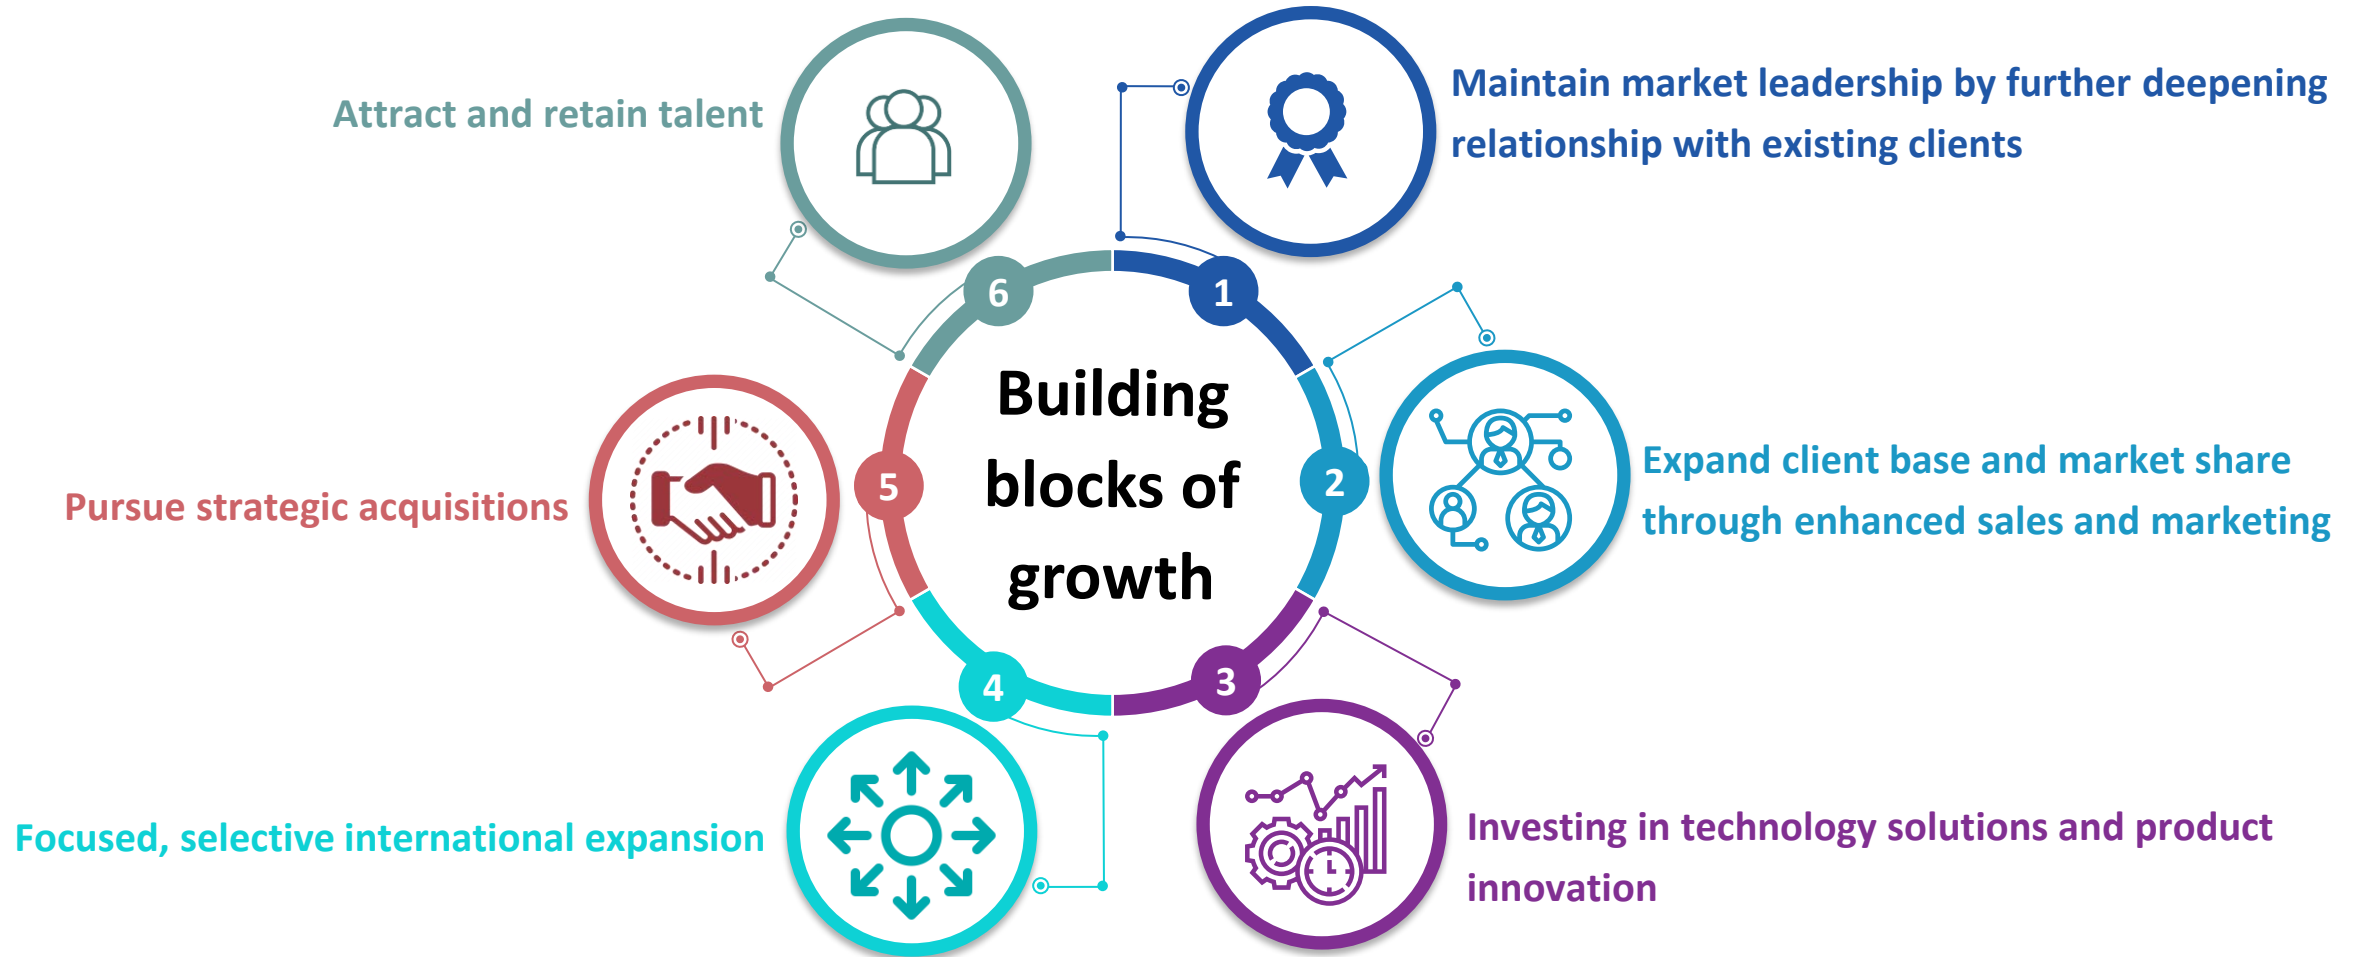 Building
blocks of
growth
1
Maintain market leadership by further deepening
relationship with existing clients
2
Expand client base and market share
through enhanced sales and marketing
3
Investing in technology solutions and product
innovation
4
Focused, selective international expansion
5
Pursue strategic acquisitions
6
Attract and retain talent